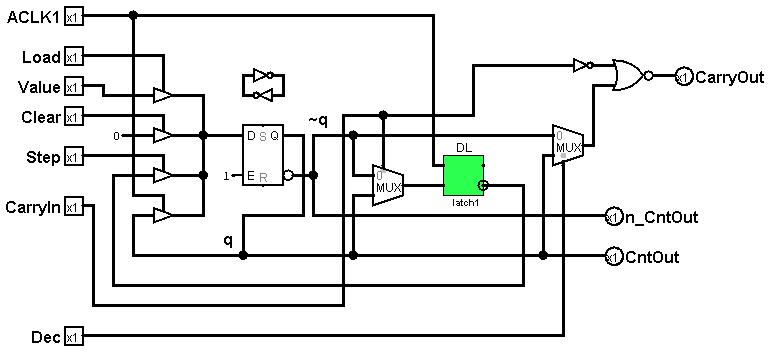 ACLK1 x1
Load x1
Value x1
Clear x1
0
Step x1
CarryIn x1
Dec x1
~q
D S Q
1 E R
q
0
MUX
DL
latch1
0
MUX
x1 CarryOut
x1 n_CntOut
x1 CntOut